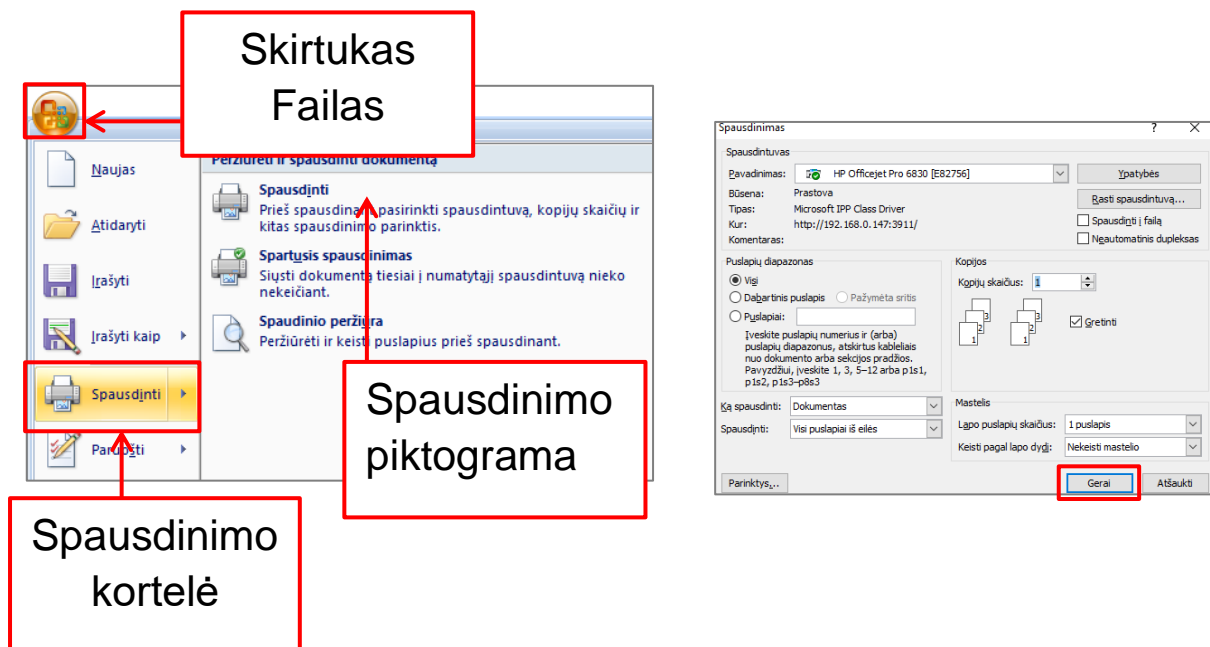 Skirtukas
Failas
Peržiūrėti ir spausdinti dokumentą
Naujas
Atidaryti
Įrašyti
Įrašyti kaip
Spausdinti
Paruošti
Spausdinti
Prieš spausdinant pasirinkti spausdintuvą, kopijų skaičių ir
kitas spausdinimo parinktis.
Spartusis spausdinimas
Siųsti dokumentą tiesiai į numatytąjį spausdintuvą nieko
nekeičiant.
Spaudinio peržiūra
Peržiūrėti ir keisti puslapius prieš spausdinant.
Spausdinimo
piktograma
Spausdinimo
kortelė
Spausdinimas ? X
Spausdintuvas
Pavadinimas: HP Officejet Pro 6830 [E82756] Ypatybės
Būsena: Prastova Rasti spausdintuvą...
Tipas: Microsoft IPP Class Driver
Kur: http://192.168.0.147:3911/ Spausdinti į failą
Komentaras: Neautomatinis dupleksas
Puslapių diapazonas
Visi
Dabartinis puslapis Pažymėta sritis
Puslapiai:
Įveskite puslapių numerius ir (arba)
puslapių diapazonus, atskirtus kableliais
nuo dokumento arba sekcijos pradžios.
Pavyzdžiui, įveskite 1, 3, 5–12 arba p1s1,
p1s2, p1s3–p8s3
Kopijos
Kopijų skaičius: 1
3 3
2 2
1 1
Gretinti
Ką spausdinti: Dokumentas
Spausdinti: Visi puslapiai iš eilės
Mastelis
Lapo puslapių skaičius: 1 puslapis
Keisti pagal lapo dydį: Nekeisti mastelio
Parinktys... Gerai Atšaukti